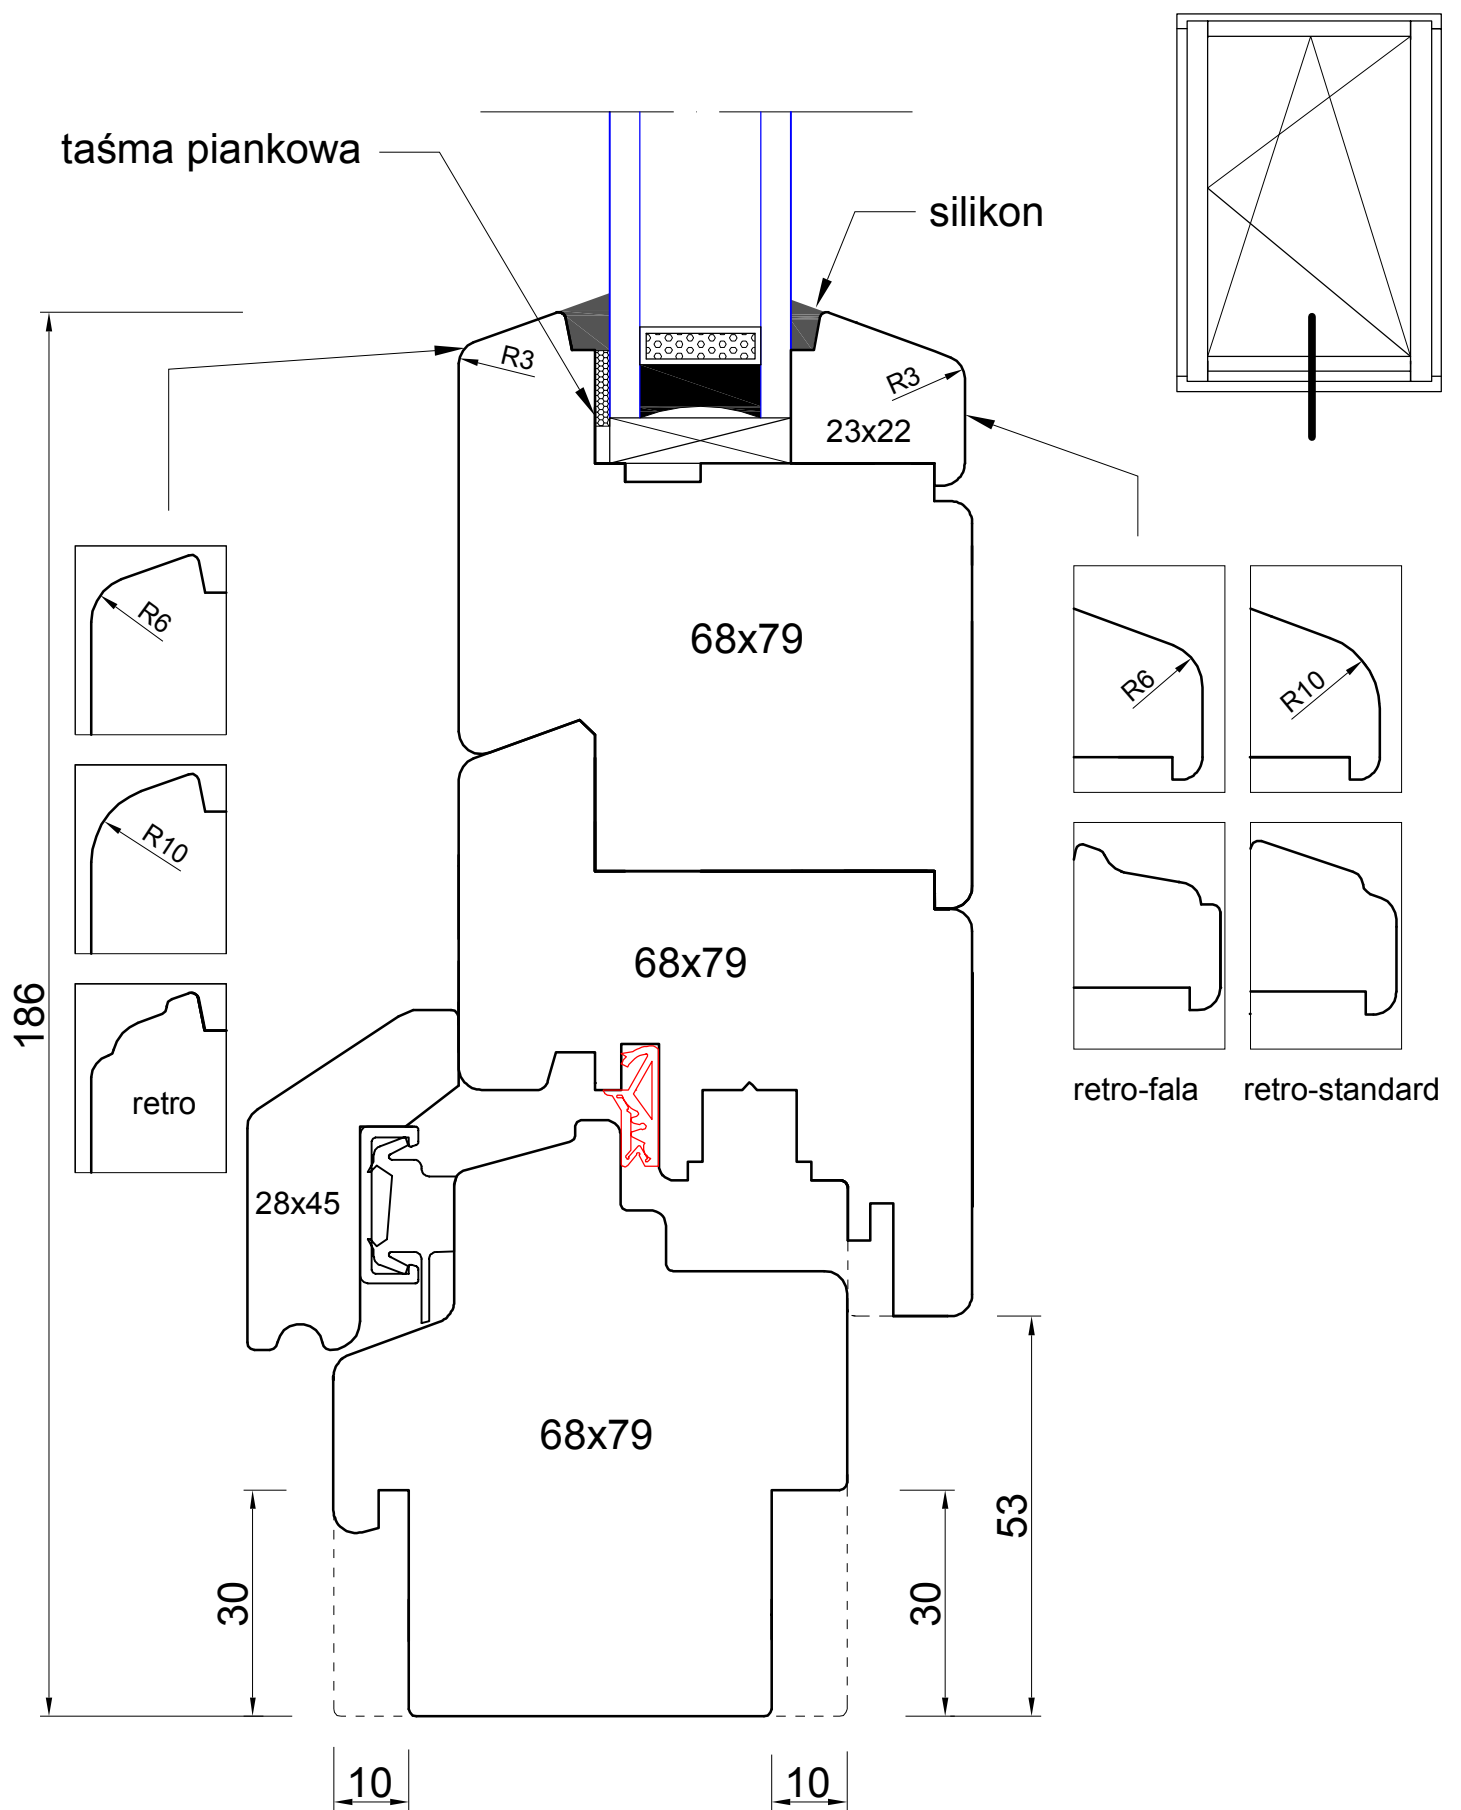 taśma piankowa
silikon
R3
R3
23x22
R6
68x79
R6
R10
R10
68x79
186
retro
retro-fala
retro-standard
28x45
68x79
53
30
30
10
10